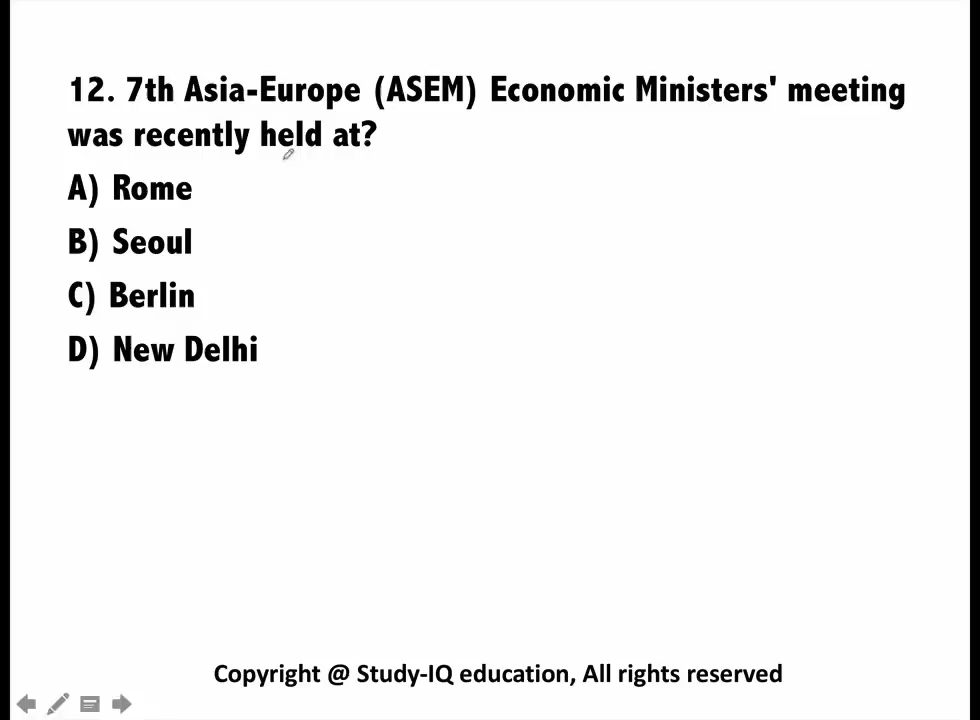 12. 7th Asia-Europe (ASEM) Economic Ministers' meeting
was recently held at?
A) Rome
B) Seoul
C) Berlin
D) New Delhi
Copyright @ Study-IQ education, All rights reserved